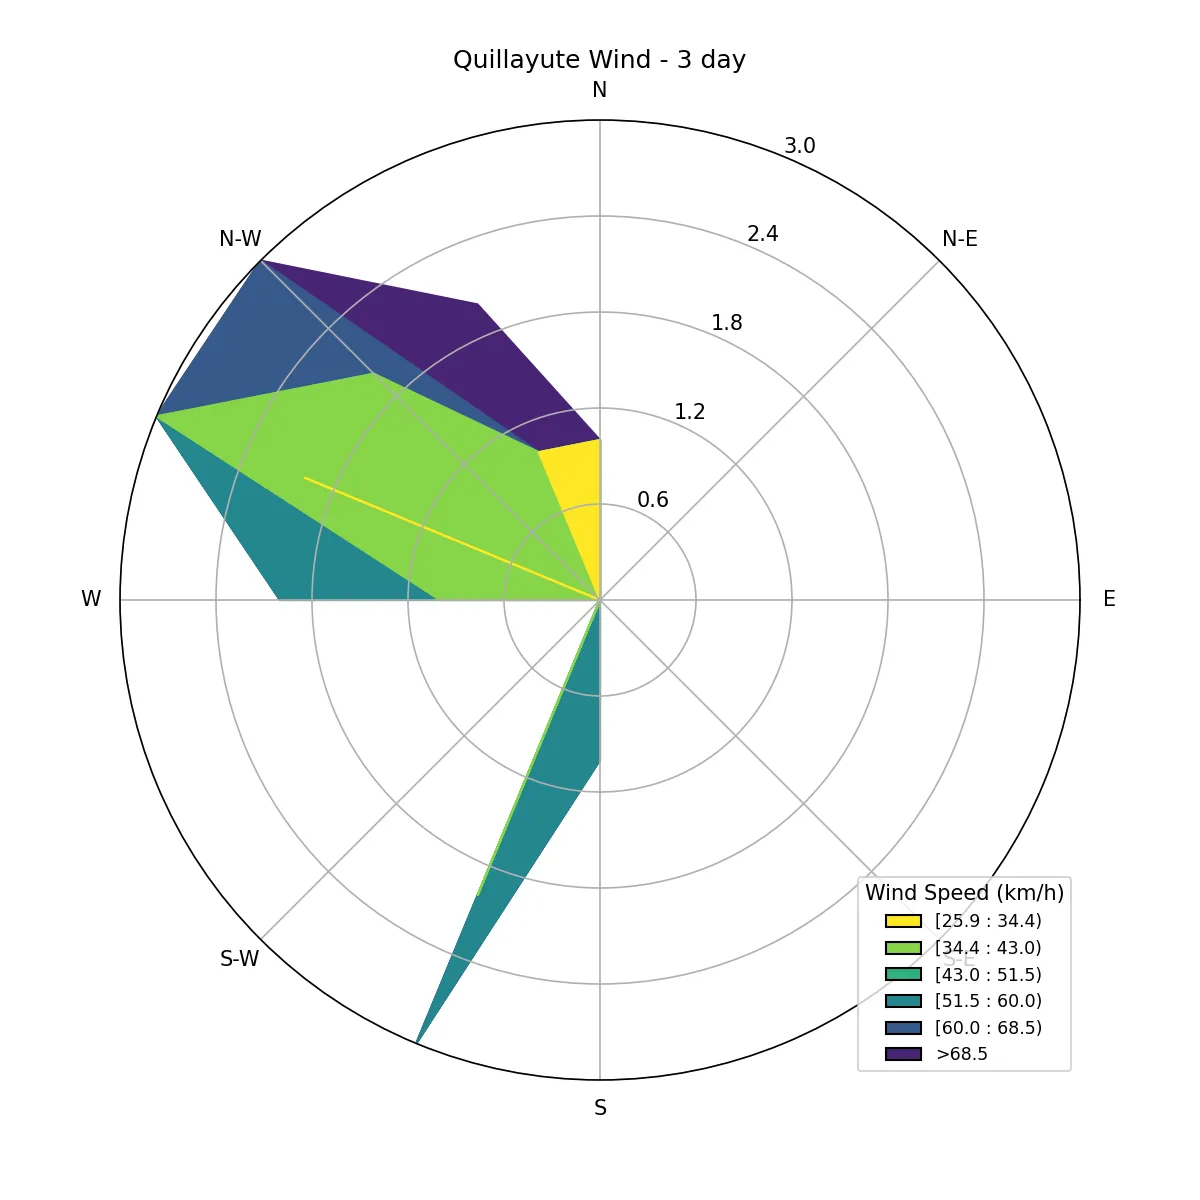 Quillayute Wind - 3 day
N
3.0
N-W
2.4
N-E
1.8
1.2
0.6
W
E
Wind Speed (km/h)
[25.9 : 34.4)
[34.4 : 43.0)
S-W
S-E
[43.0 : 51.5)
[51.5 : 60.0)
[60.0 : 68.5)
>68.5
S